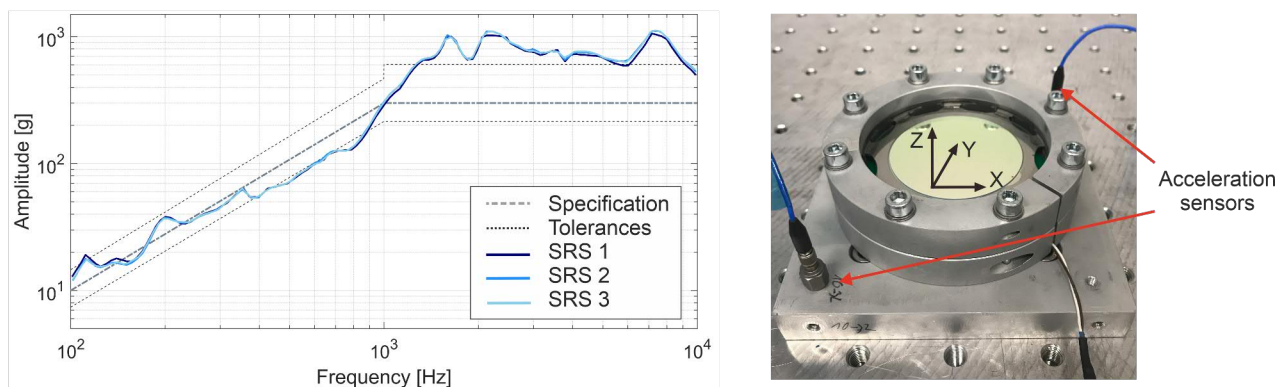 10³
10²
10¹
Amplitude [g]
Specification
Tolerances
SRS 1
SRS 2
SRS 3
10² 10³ 10⁴
Frequency [Hz]
Z
Y
X
Acceleration
sensors